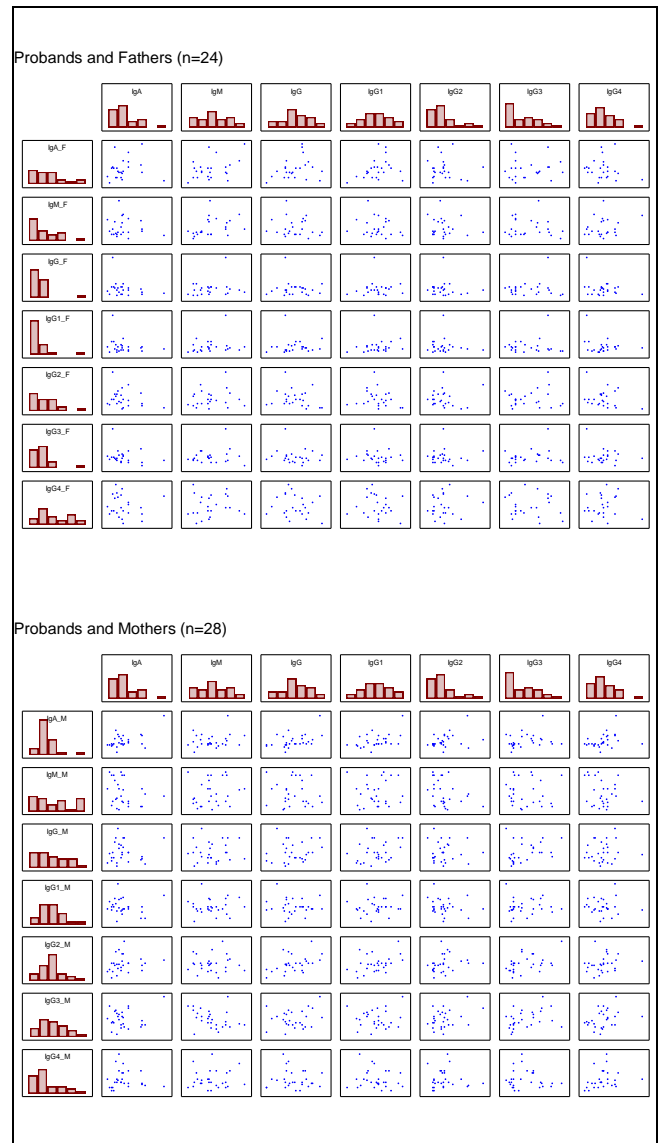 Probands and Fathers (n=24)
IgA IgM IgG IgG1 IgG2 IgG3 IgG4
IgA_F
IgM_F
IgG_F
IgG1_F
IgG2_F
IgG3_F
IgG4_F
Probands and Mothers (n=28)
IgA IgM IgG IgG1 IgG2 IgG3 IgG4
IgA_M
IgM_M
IgG_M
IgG1_M
IgG2_M
IgG3_M
IgG4_M